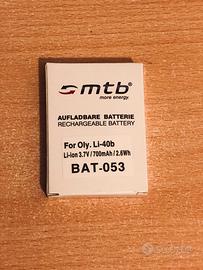 mtb
more energy.
AUFLADBARE BATTERIE
RECHARGEABLE BATTERY
For Oly. Li-40b
Li-ion 3.7V / 700mAh / 2.6Wh
BAT-053
subito